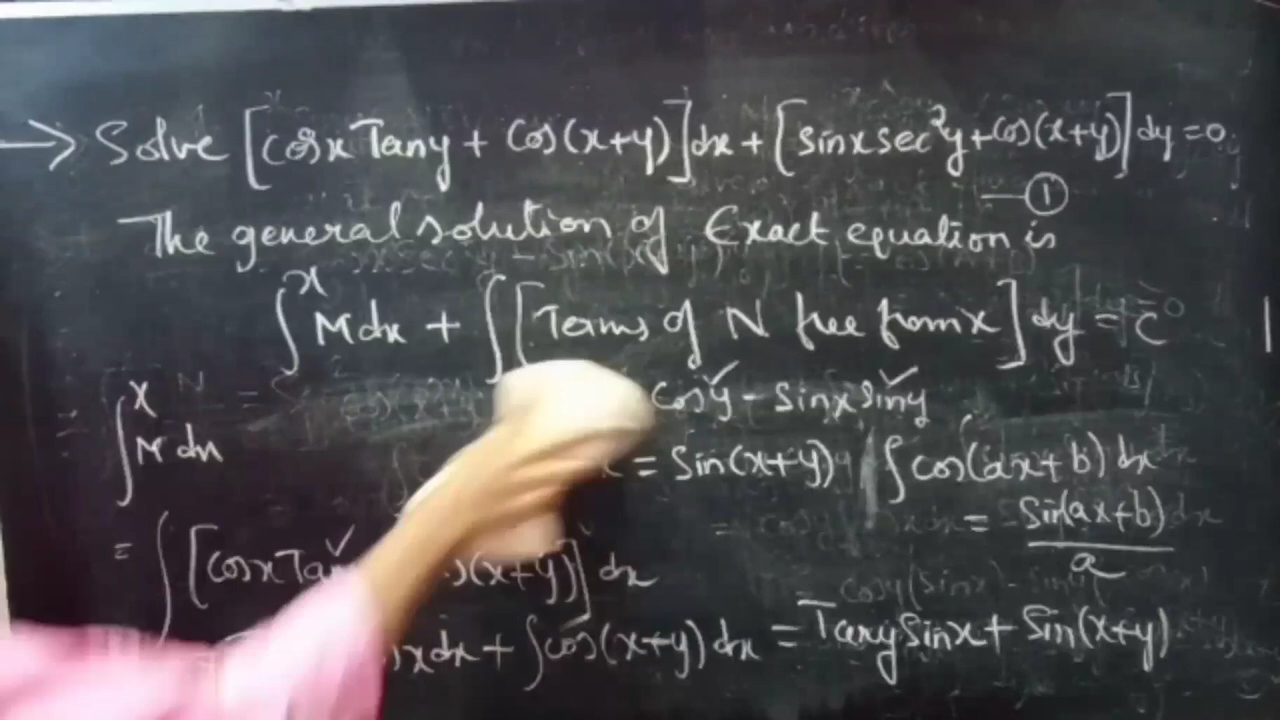 → Solve [cosx Tany + Cos(x+y)]dx + [sinx sec²y + Cos(x+y)]dy = 0
— ①
The general solution of Exact equation is
∫ˣ M dx + ∫[Terms of N free from x] dy = c
cosy - sinx siny
∫ˣ M dx
= Sin(x+y)
∫ cos(ax+b) dx
= Sin(ax+b)/a
= ∫ [cosx Tan (x+y)] dx
x dx + ∫cos(x+y) dx = Tany Sinx + Sin(x+y)